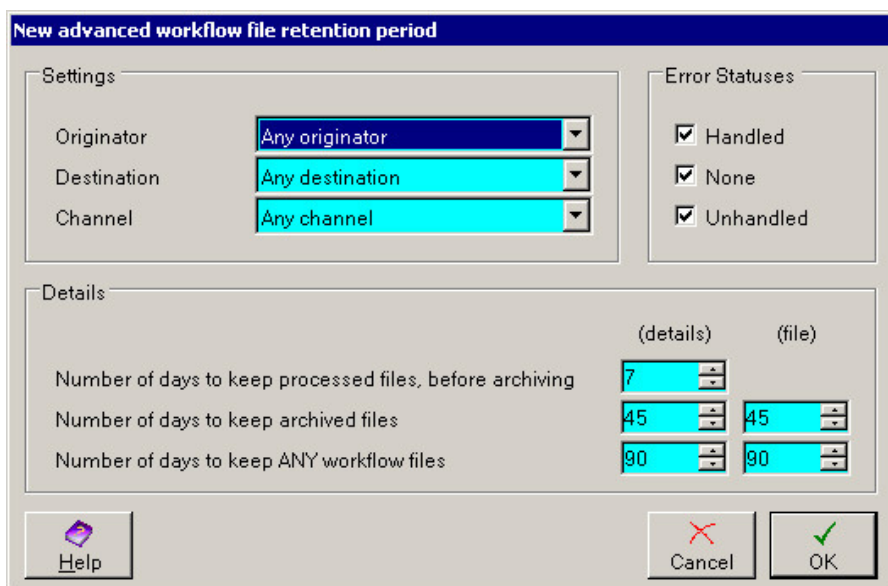 New advanced workflow file retention period
Settings
Originator Any originator
Destination Any destination
Channel Any channel
Error Statuses
Handled
None
Unhandled
Details
(details) (file)
Number of days to keep processed files, before archiving 7
Number of days to keep archived files 45 45
Number of days to keep ANY workflow files 90 90
Help Cancel OK